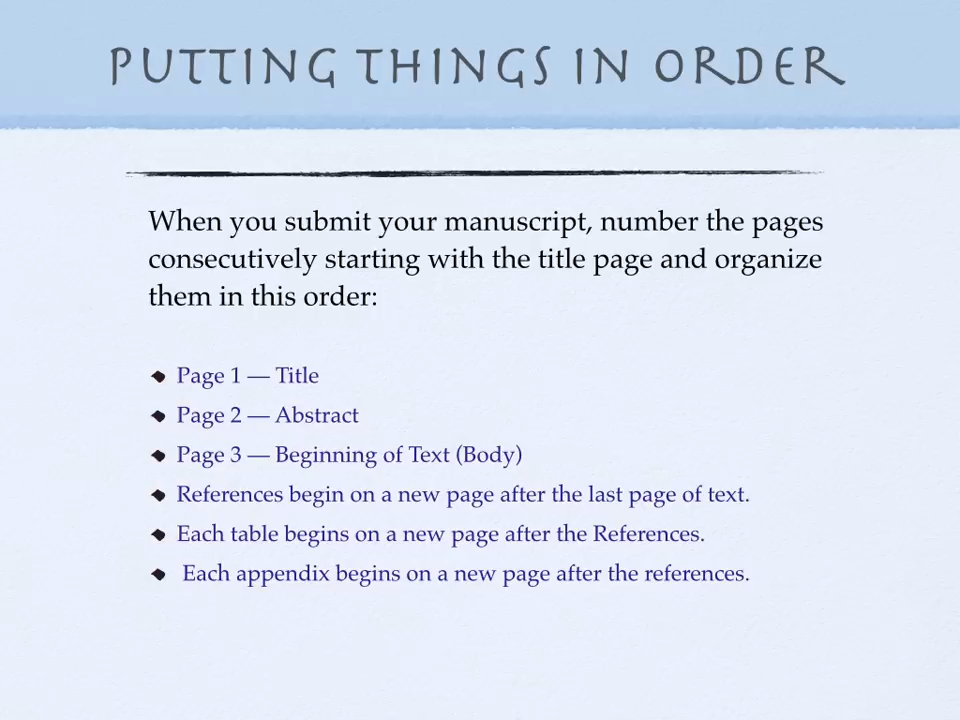 PUTTING THINGS IN ORDER
When you submit your manuscript, number the pages
consecutively starting with the title page and organize
them in this order:
Page 1 — Title
Page 2 — Abstract
Page 3 — Beginning of Text (Body)
References begin on a new page after the last page of text.
Each table begins on a new page after the References.
Each appendix begins on a new page after the references.